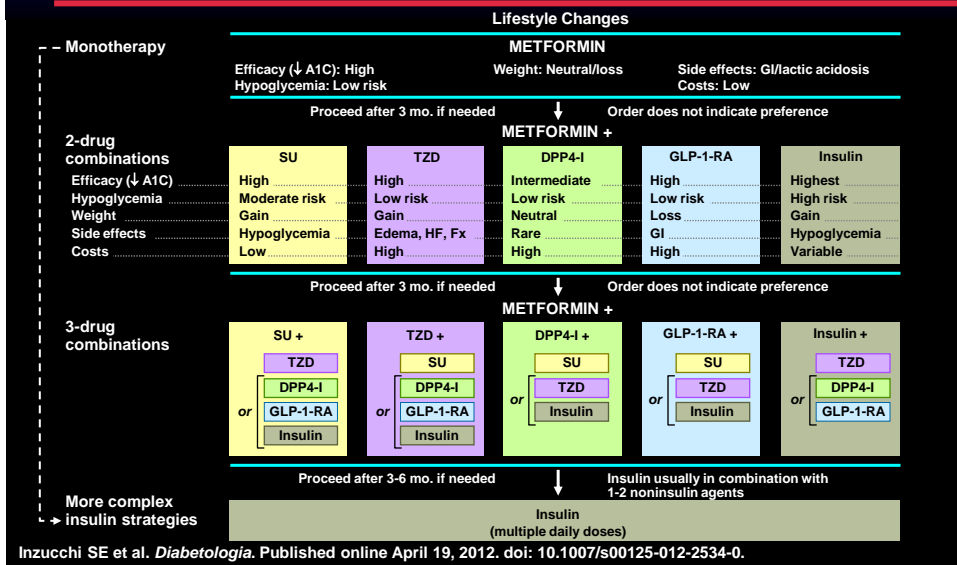 Lifestyle Changes
Monotherapy
METFORMIN
Efficacy (↓ A1C): High
Hypoglycemia: Low risk
Weight: Neutral/loss
Side effects: GI/lactic acidosis
Costs: Low
Proceed after 3 mo. if needed
Order does not indicate preference
METFORMIN +
2-drug
combinations
SU TZD DPP4-I GLP-1-RA Insulin
Efficacy (↓ A1C) High High Intermediate High Highest
Hypoglycemia Moderate risk Low risk Low risk Low risk High risk
Weight Gain Gain Neutral Loss Gain
Side effects Hypoglycemia Edema, HF, Fx Rare GI Hypoglycemia
Costs Low High High High Variable
Proceed after 3 mo. if needed
Order does not indicate preference
METFORMIN +
3-drug
combinations
SU +
TZD
or
DPP4-I
GLP-1-RA
Insulin
TZD +
SU
or
DPP4-I
GLP-1-RA
Insulin
DPP4-I +
SU
or
TZD
Insulin
GLP-1-RA +
SU
or
TZD
Insulin
Insulin +
TZD
or
DPP4-I
GLP-1-RA
Proceed after 3-6 mo. if needed
Insulin usually in combination with
1-2 noninsulin agents
More complex
insulin strategies
Insulin
(multiple daily doses)
Inzucchi SE et al. Diabetologia. Published online April 19, 2012. doi: 10.1007/s00125-012-2534-0.